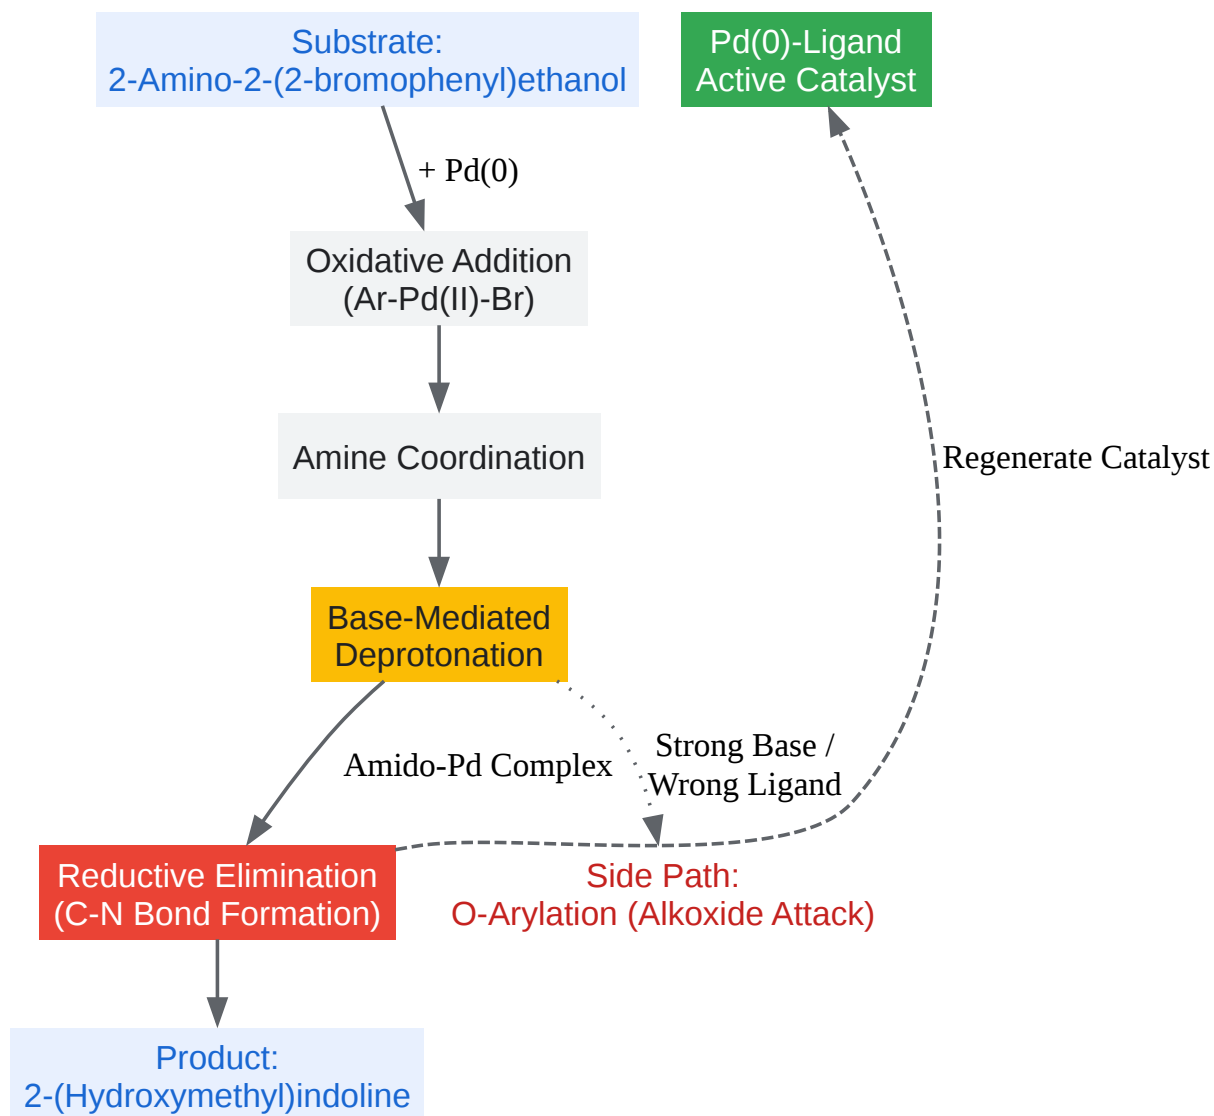 Substrate:
2-Amino-2-(2-bromophenyl)ethanol
Pd(0)-Ligand
Active Catalyst
+ Pd(0)
Oxidative Addition
(Ar-Pd(II)-Br)
Amine Coordination
Regenerate Catalyst
Base-Mediated
Deprotonation
Amido-Pd Complex
Strong Base /
Wrong Ligand
Reductive Elimination
(C-N Bond Formation)
Side Path:
O-Arylation (Alkoxide Attack)
Product:
2-(Hydroxymethyl)indoline